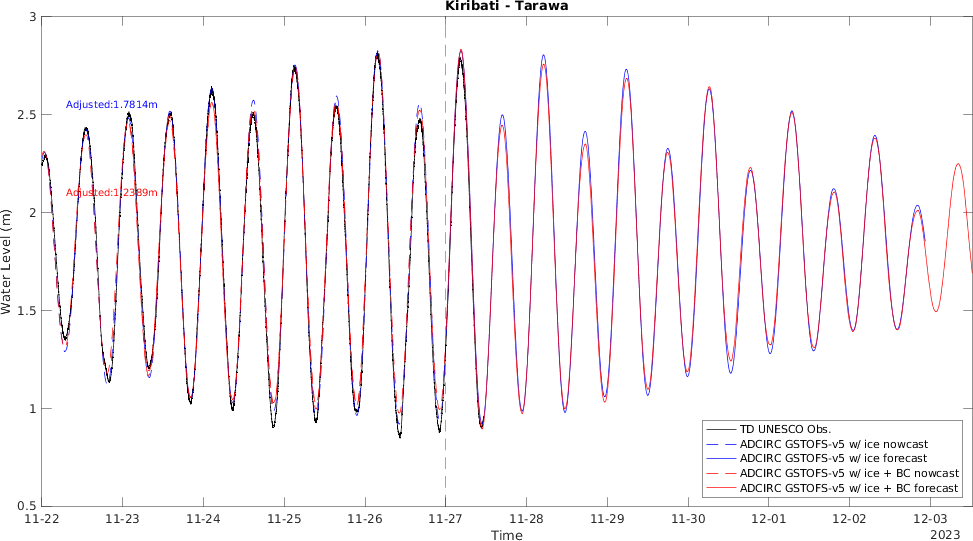 Kiribati - Tarawa
3
2.5
2
1.5
1
0.5
Water Level (m)
Adjusted:1.7814m
Adjusted:1.2389m
TD UNESCO Obs.
ADCIRC GSTOFS-v5 w/ ice nowcast
ADCIRC GSTOFS-v5 w/ ice forecast
ADCIRC GSTOFS-v5 w/ ice + BC nowcast
ADCIRC GSTOFS-v5 w/ ice + BC forecast
11-22 11-23 11-24 11-25 11-26 11-27 11-28 11-29 11-30 12-01 12-02 12-03
Time
2023